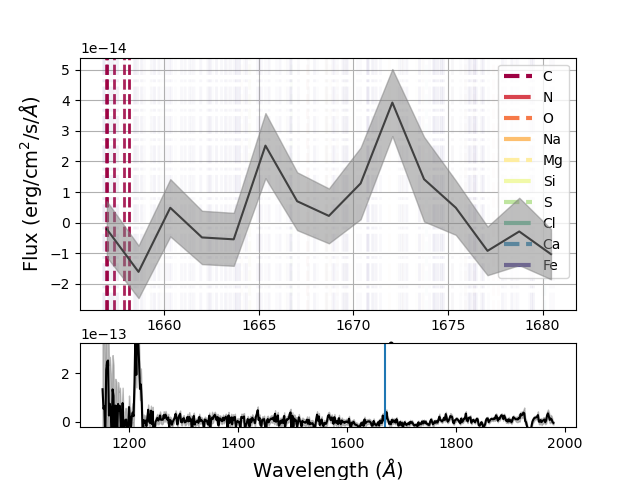 1e−14
Flux (erg/cm²/s/Å)
5
4
3
2
1
0
−1
−2
C
N
O
Na
Mg
Si
S
Cl
Ca
Fe
1660 1665 1670 1675 1680
1e−13
2
0
1200 1400 1600 1800 2000
Wavelength (Å)